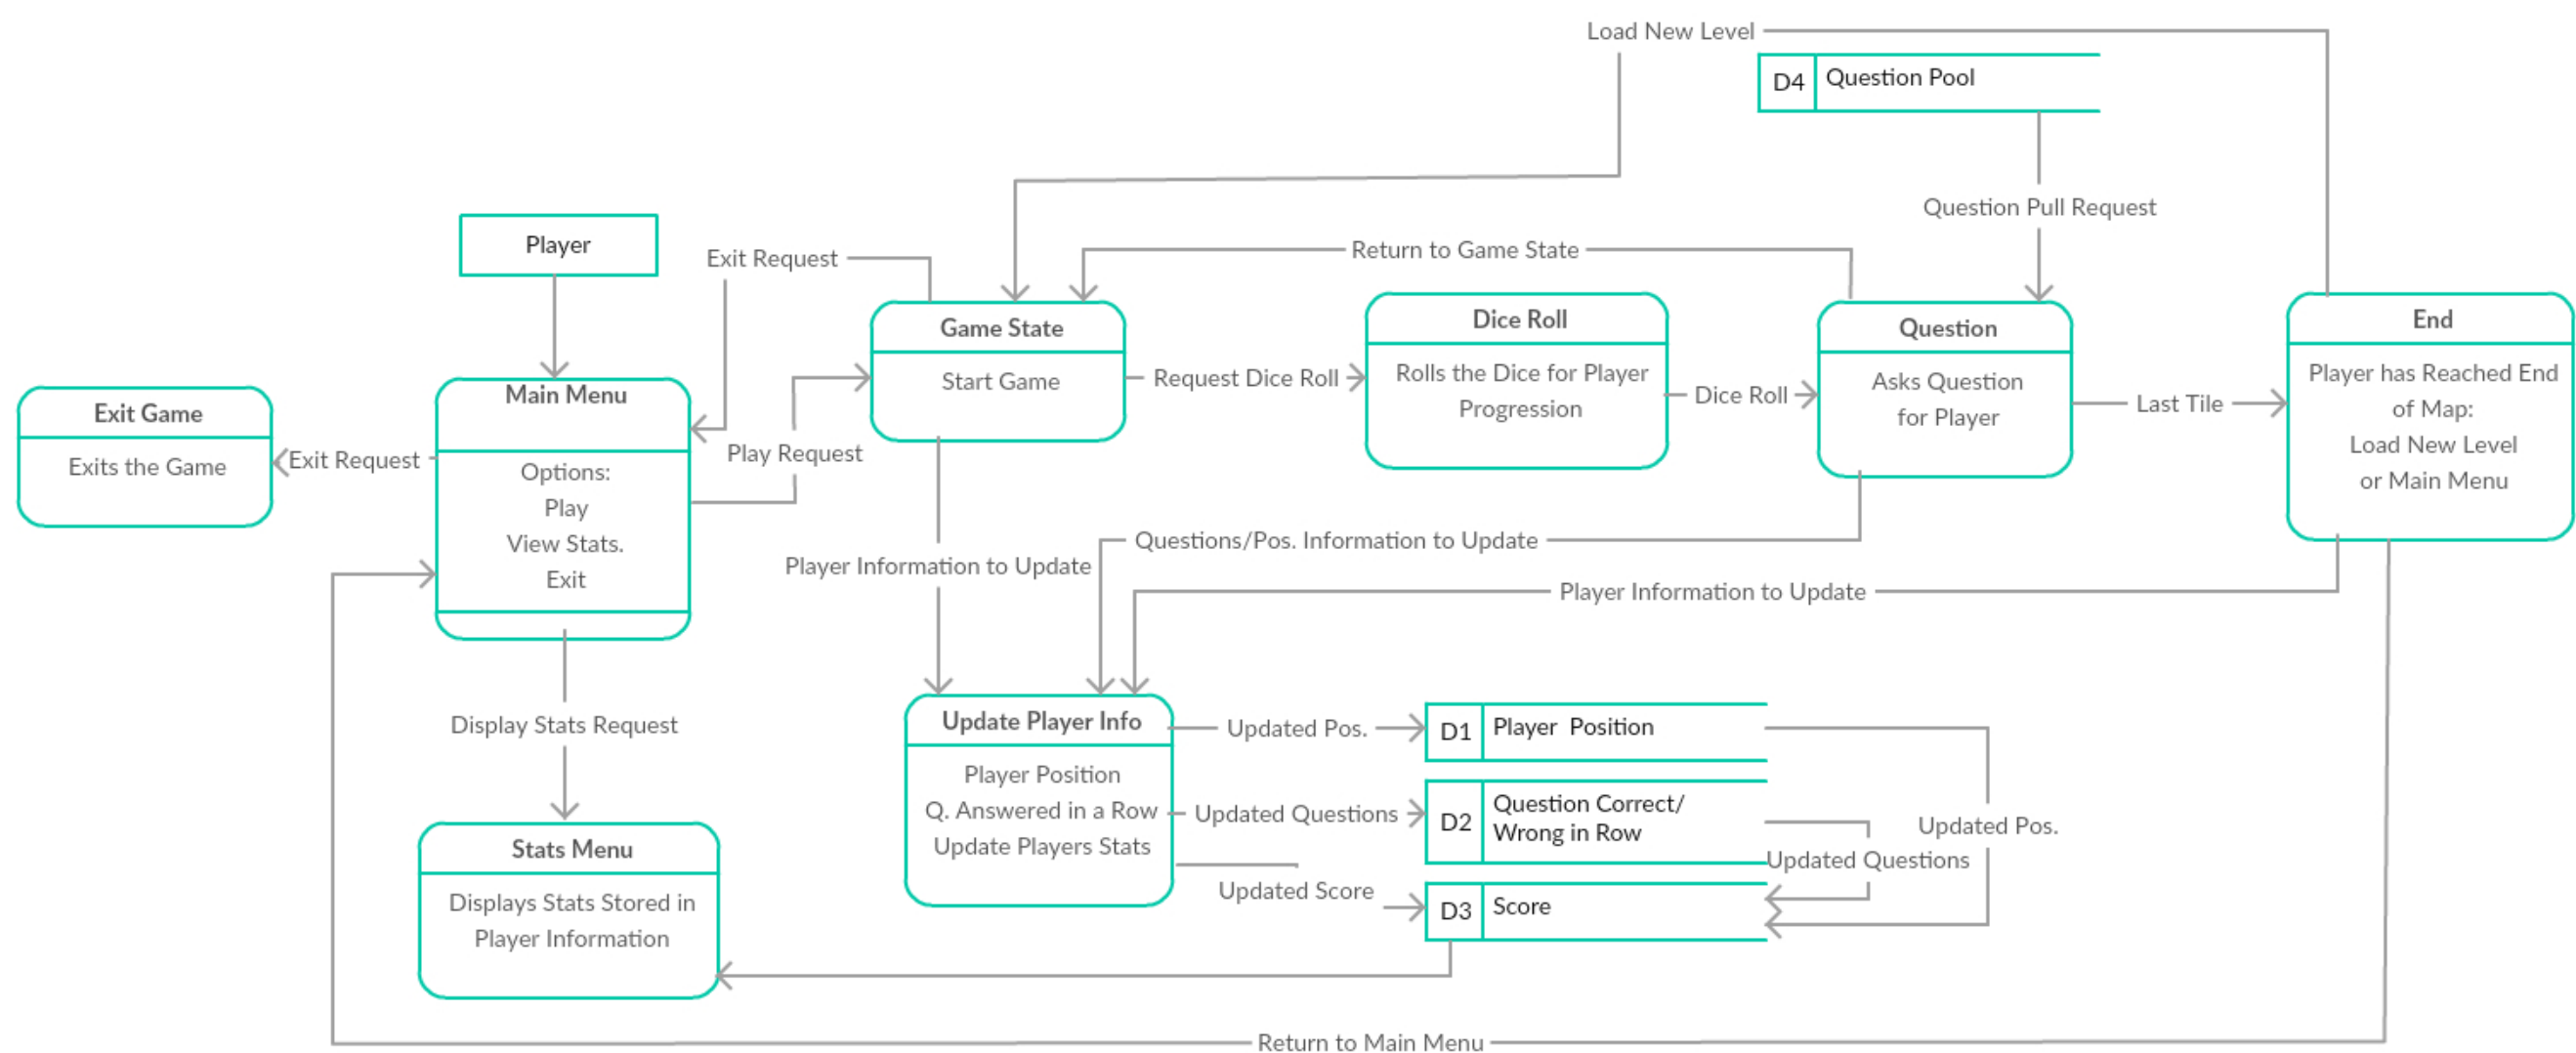 Load New Level
D4
Question Pool
Question Pull Request
Player
Exit Request
Return to Game State
Game State
Start Game
Request Dice Roll
Dice Roll
Rolls the Dice for Player
Progression
Dice Roll
Question
Asks Question
for Player
Last Tile
End
Player has Reached End
of Map:
Load New Level
or Main Menu
Exit Game
Exits the Game
Exit Request
Main Menu
Options:
Play
View Stats.
Exit
Play Request
Player Information to Update
Questions/Pos. Information to Update
Player Information to Update
Display Stats Request
Update Player Info
Player Position
Q. Answered in a Row
Update Players Stats
Updated Pos.
D1
Player Position
Updated Questions
D2
Question Correct/
Wrong in Row
Updated Pos.
Updated Questions
Updated Score
D3
Score
Stats Menu
Displays Stats Stored in
Player Information
Return to Main Menu